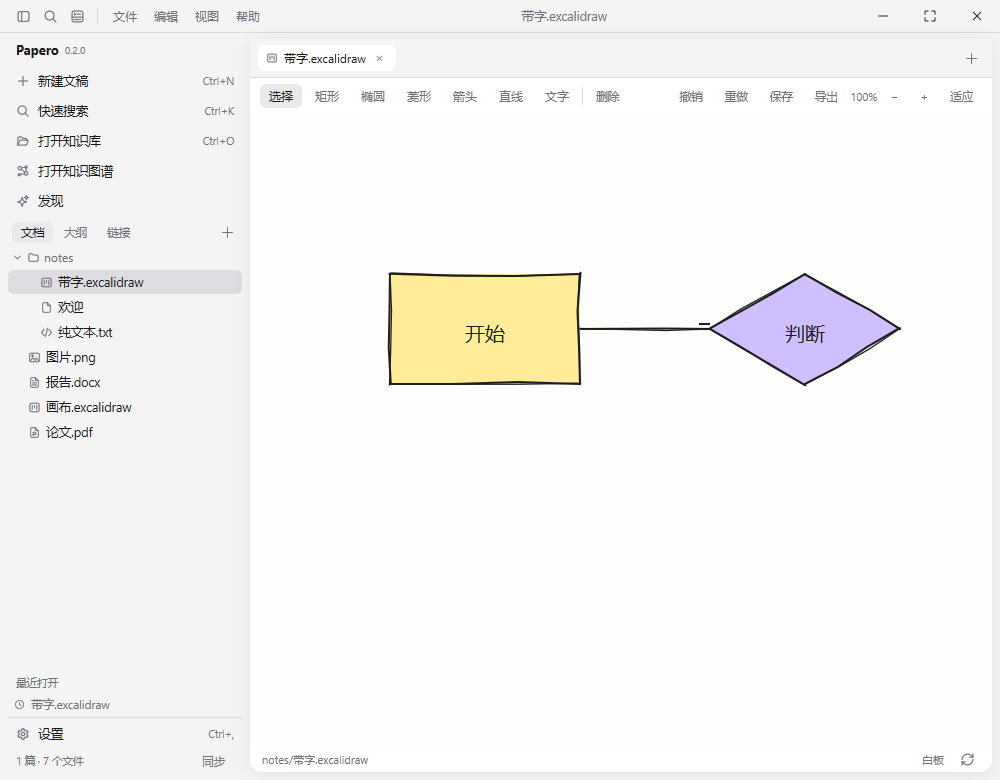 文件 编辑 视图 帮助 带字.excalidraw
Papero 0.2.0
新建文稿 Ctrl+N
快速搜索 Ctrl+K
打开知识库 Ctrl+O
打开知识图谱
发现
文档 大纲 链接
notes
带字.excalidraw
欢迎
纯文本.txt
图片.png
报告.docx
画布.excalidraw
论文.pdf
最近打开
带字.excalidraw
设置 Ctrl+,
1 篇 · 7 个文件 同步
带字.excalidraw
选择 矩形 椭圆 菱形 箭头 直线 文字 删除 撤销 重做 保存 导出 100% − + 适应
开始 判断
notes/带字.excalidraw 白板